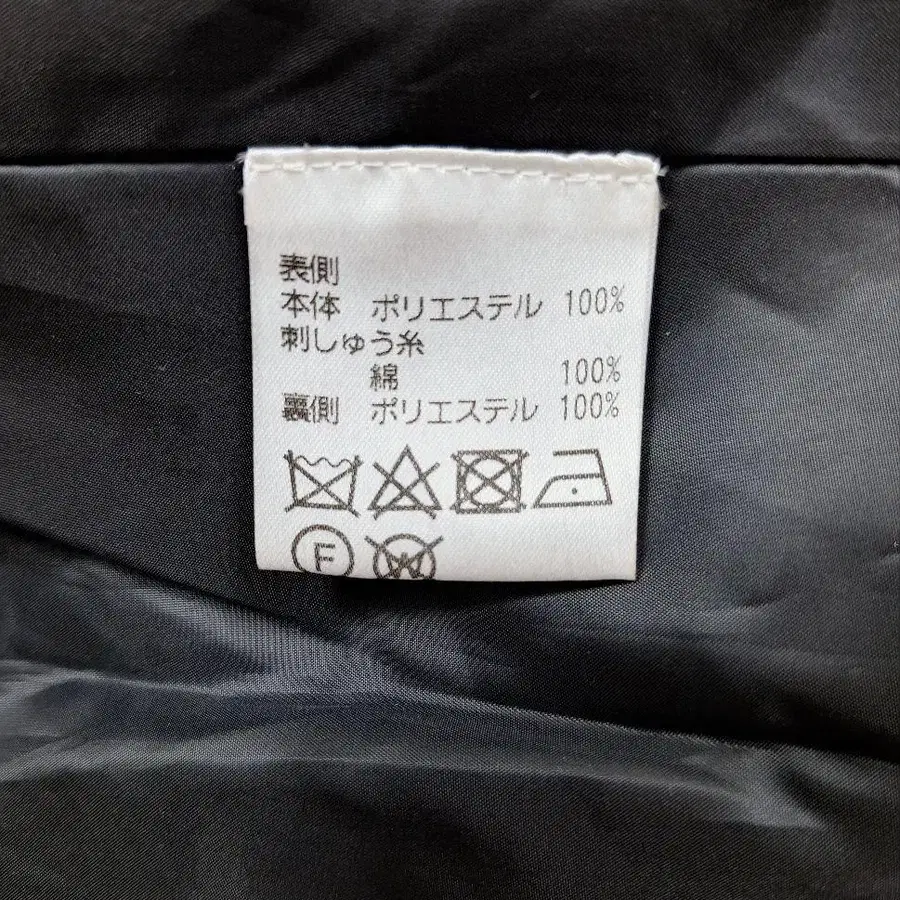 表側
本体 ポリエステル 100%
刺しゅう糸
綿 100%
裏側 ポリエステル 100%
F W